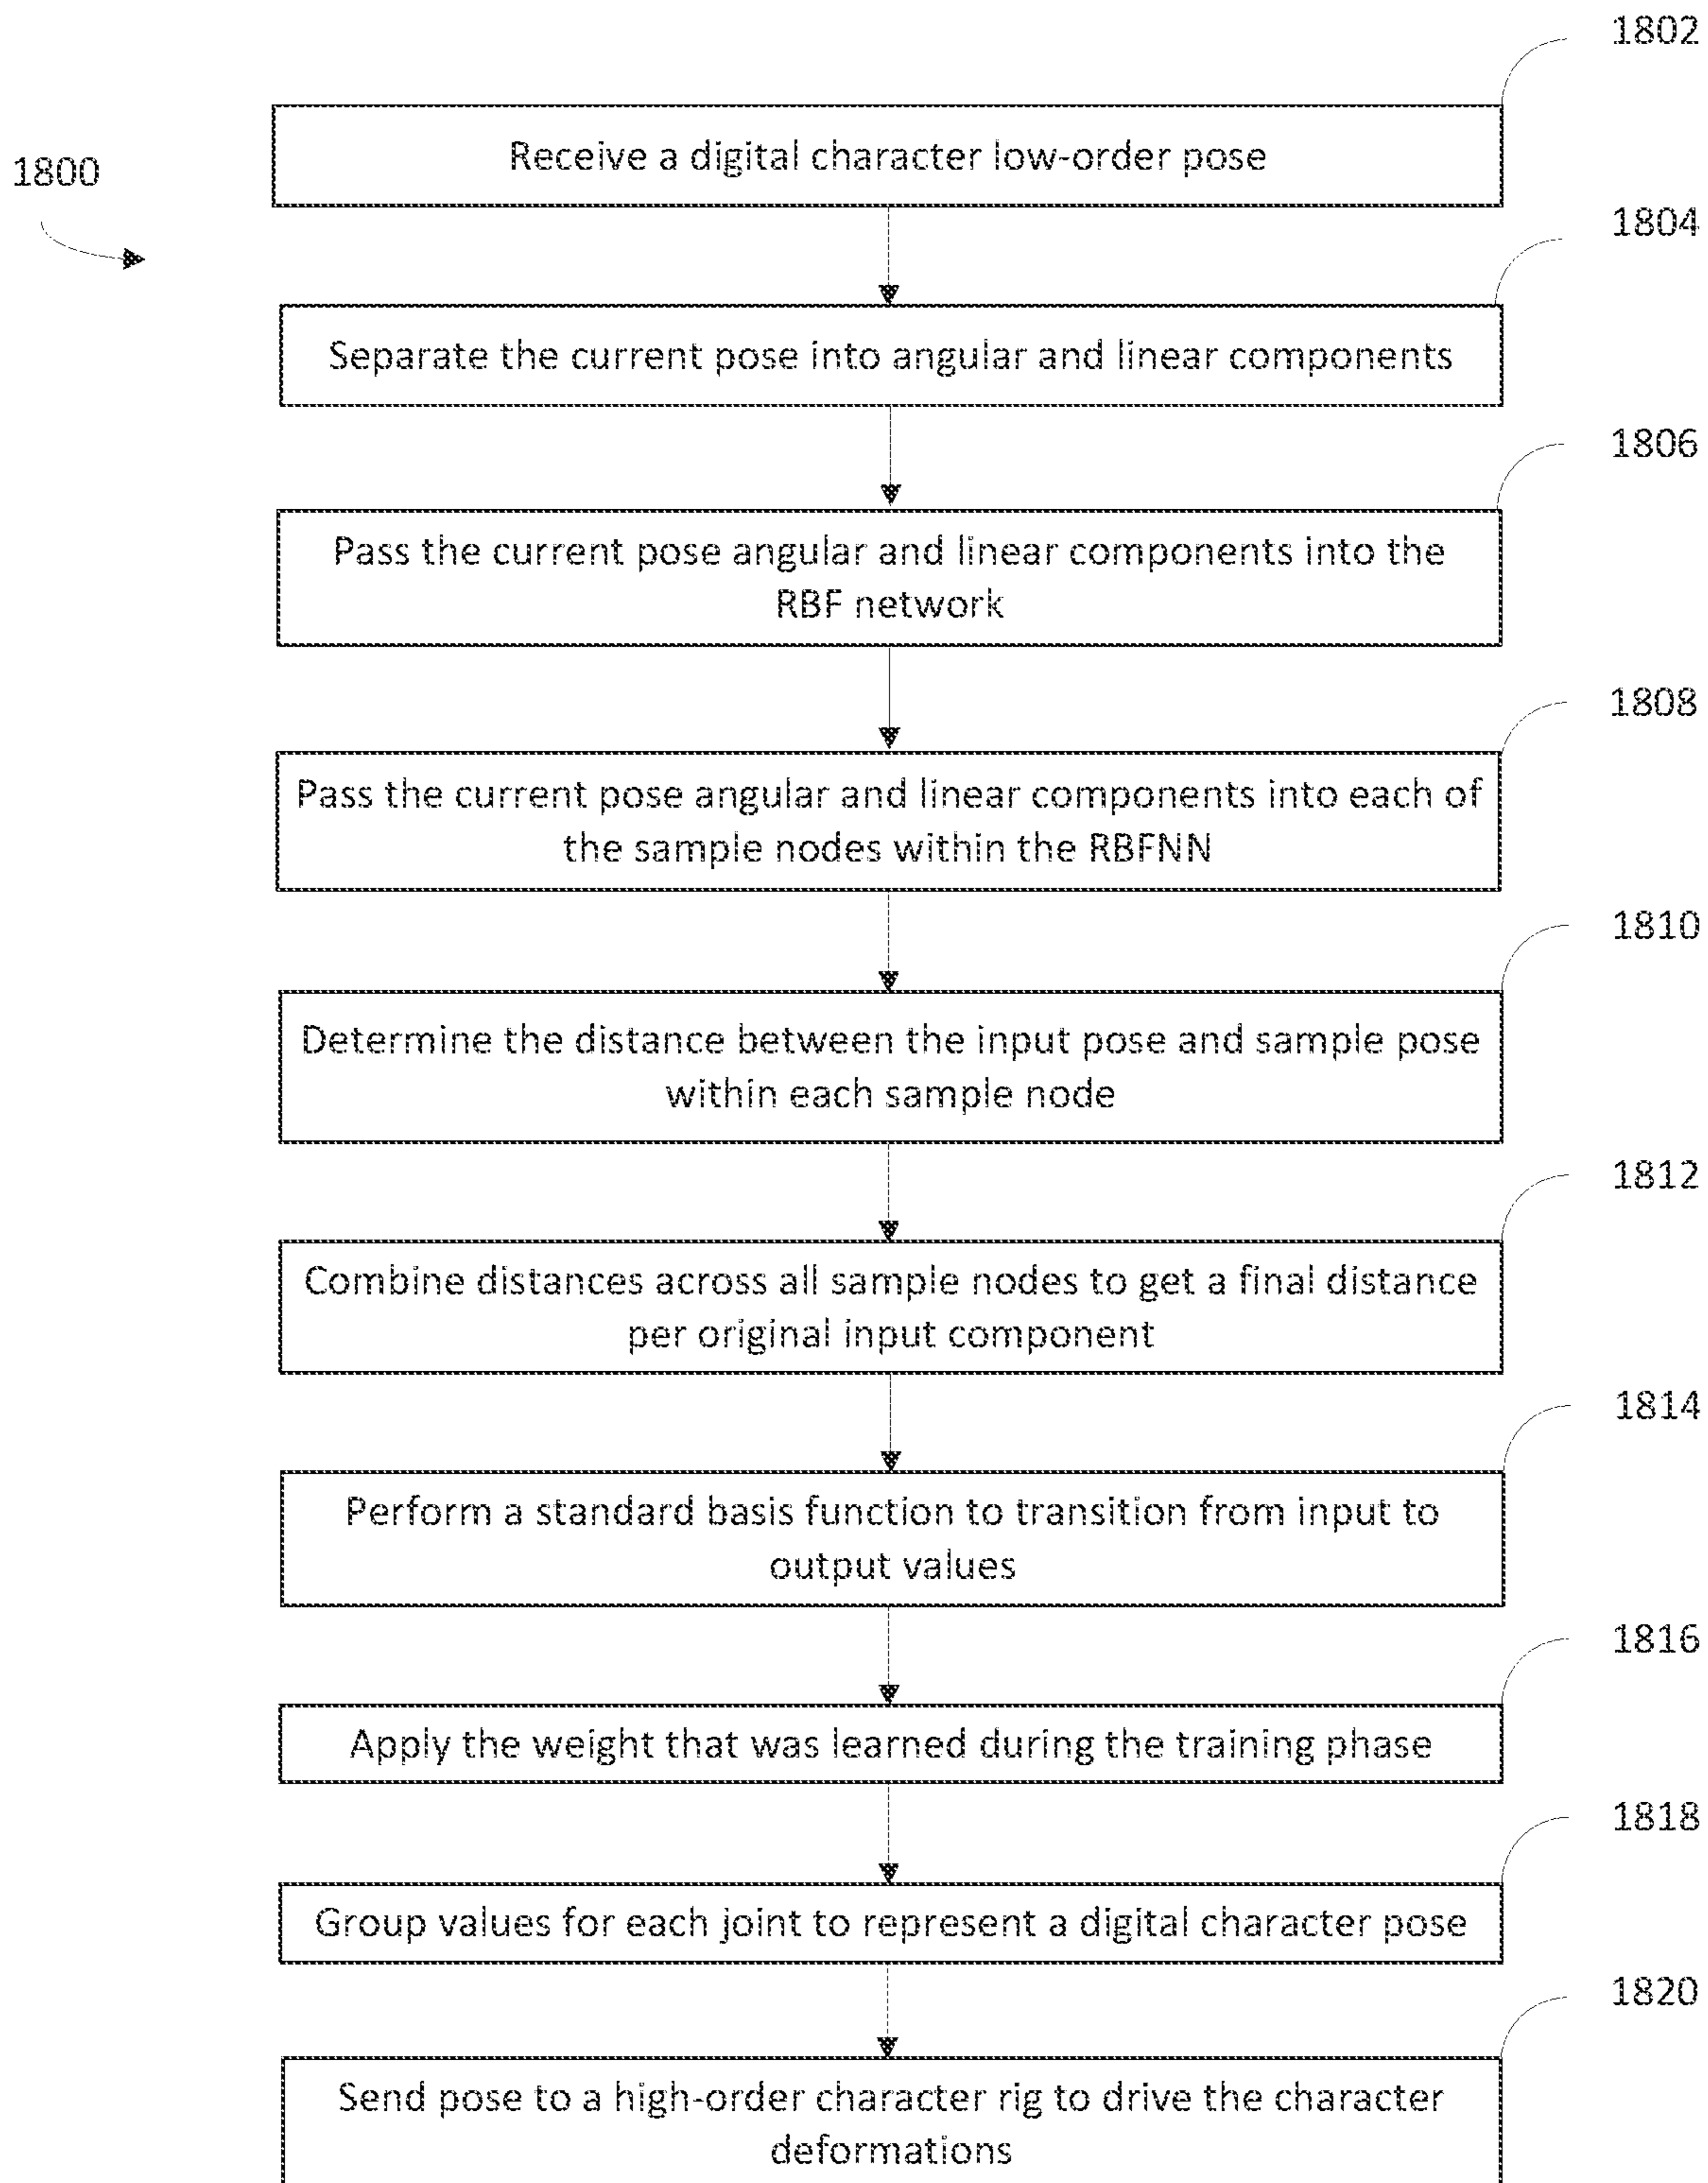 1802
Receive a digital character low-order pose
1800
1804
Separate the current pose into angular and linear components
1806
Pass the current pose angular and linear components into the
RBF network
1808
Pass the current pose angular and linear components into each of
the sample nodes within the RBFNN
1810
Determine the distance between the input pose and sample pose
within each sample node
1812
Combine distances across all sample nodes to get a final distance
per original input component
1814
Perform a standard basis function to transition from input to
output values
1816
Apply the weight that was learned during the training phase
1818
Group values for each joint to represent a digital character pose
1820
Send pose to a high-order character rig to drive the character
deformations